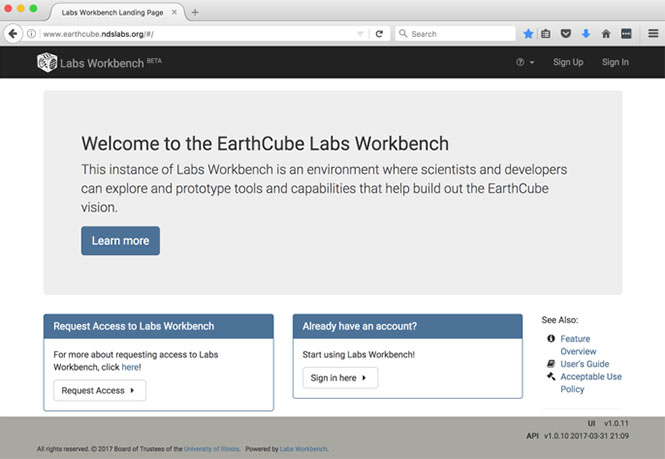 Labs Workbench Landing Page
www.earthcube.ndslabs.org/#/
Search
Labs Workbench BETA
Sign Up
Sign In
Welcome to the EarthCube Labs Workbench
This instance of Labs Workbench is an environment where scientists and developers
can explore and prototype tools and capabilities that help build out the EarthCube
vision.
Learn more
Request Access to Labs Workbench
For more about requesting access to Labs
Workbench, click here!
Request Access
Already have an account?
Start using Labs Workbench!
Sign in here
See Also:
Feature
Overview
User's Guide
Acceptable Use
Policy
UI v1.0.11
API v1.0.10 2017-03-31 21:09
All rights reserved. © 2017 Board of Trustees of the University of Illinois. Powered by Labs Workbench.